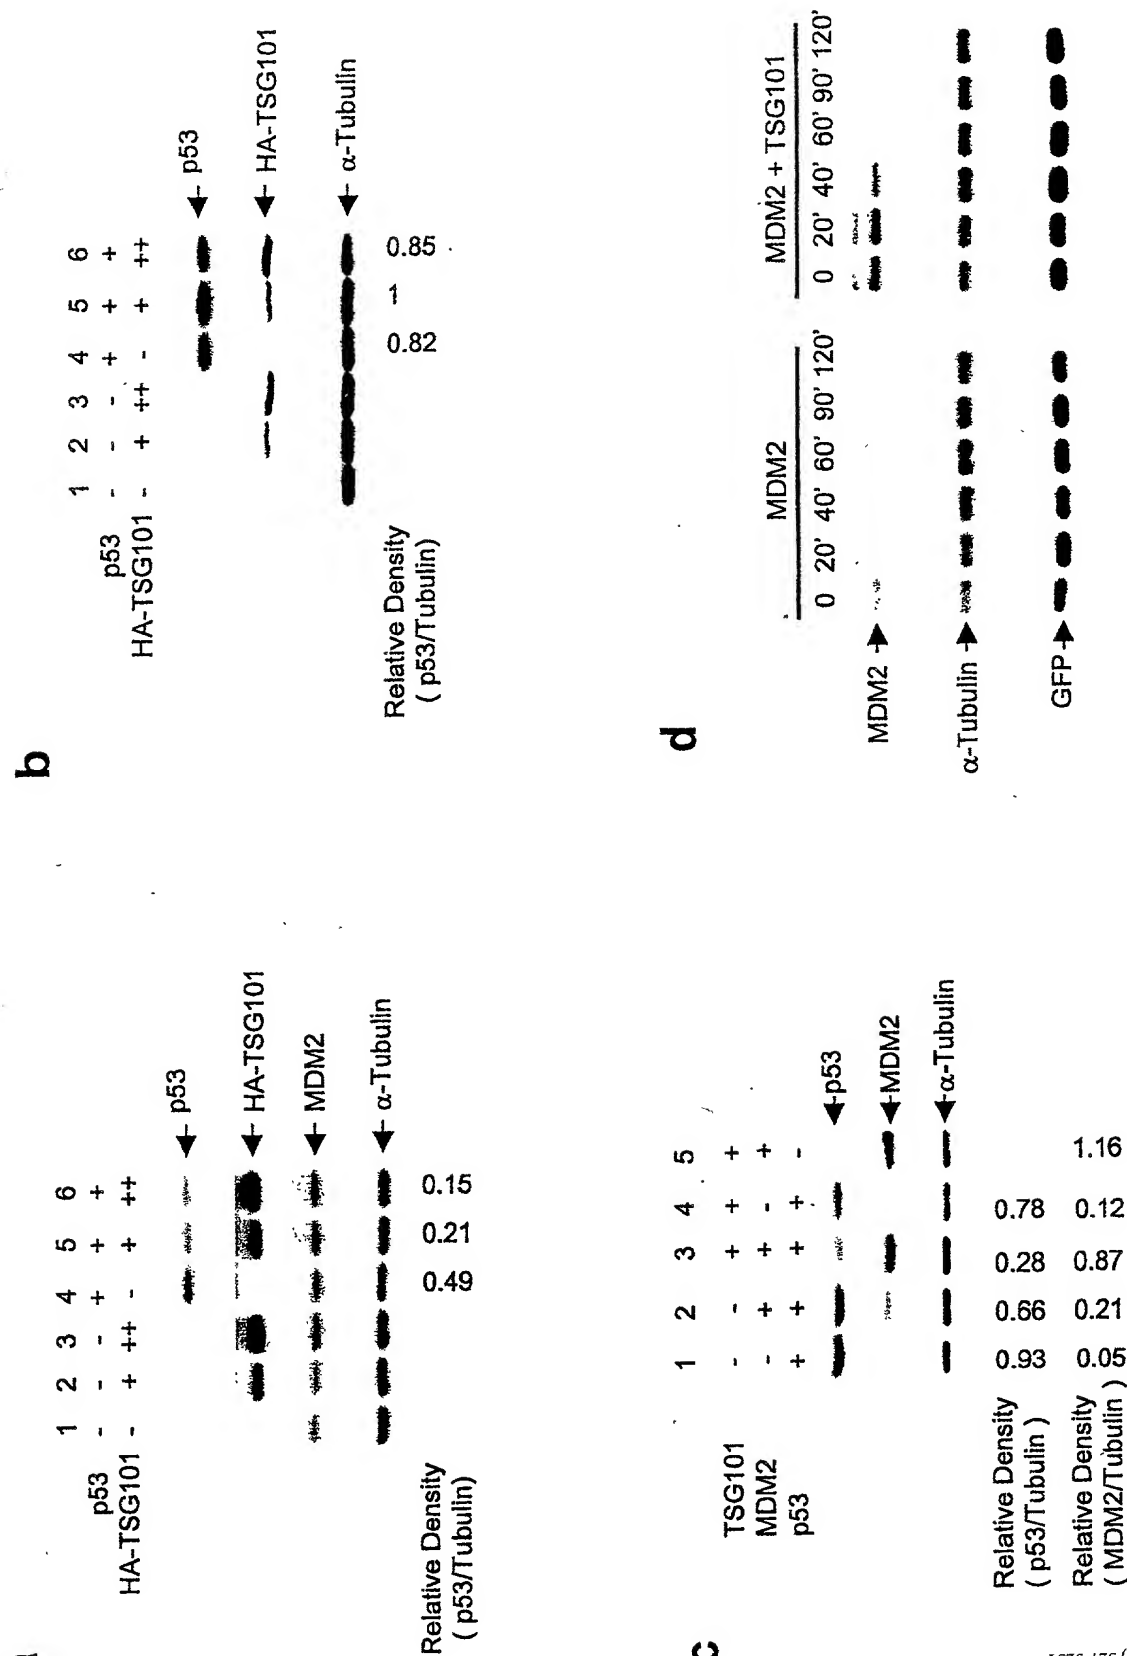 1 2 3 4 5 6
p53 - - - + + +
HA-TSG101 - + ++ - + ++
p53
HA-TSG101
MDM2
α-Tubulin
Relative Density
( p53/Tubulin)
0.49 0.21 0.15
b
1 2 3 4 5 6
p53 - - - + + +
HA-TSG101 - + ++ - + ++
p53
HA-TSG101
α-Tubulin
Relative Density
( p53/Tubulin)
0.82 1 0.85
c
1 2 3 4 5
TSG101 - - + + +
MDM2 - + + - +
p53 + + + + -
p53
MDM2
α-Tubulin
Relative Density
( p53/Tubulin )
0.93 0.66 0.28 0.78
Relative Density
( MDM2/Tubulin )
0.05 0.21 0.87 0.12 1.16
d
MDM2
MDM2 + TSG101
0 20' 40' 60' 90' 120'
0 20' 40' 60' 90' 120'
MDM2
α-Tubulin
GFP